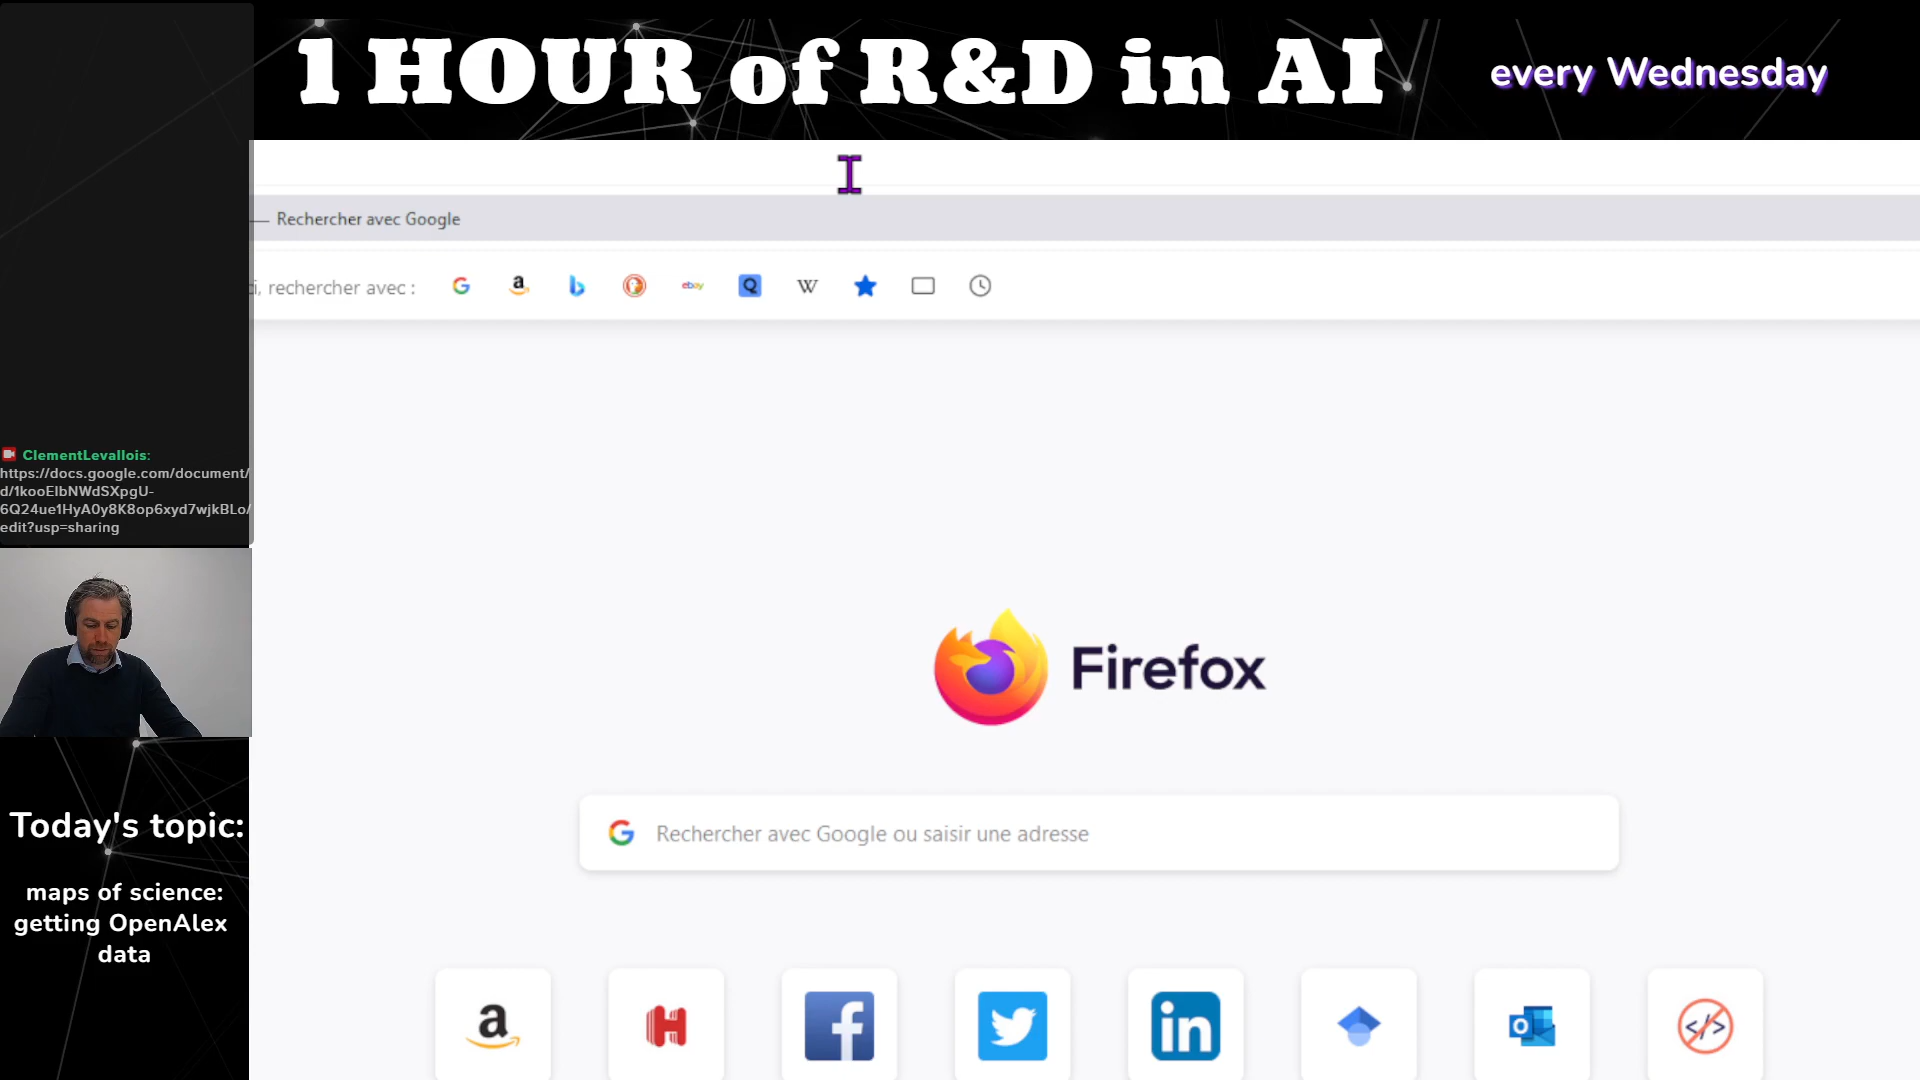 1 HOUR of R&D in AI
every Wednesday
— Rechercher avec Google
i, rechercher avec :
ebay
Q
W
ClementLevallois:
https://docs.google.com/document/
d/1kooElbNWdSXpgU-
6Q24ue1HyA0y8K8op6xyd7wjkBLo/
edit?usp=sharing
Firefox
Rechercher avec Google ou saisir une adresse
Today's topic:
maps of science:
getting OpenAlex
data